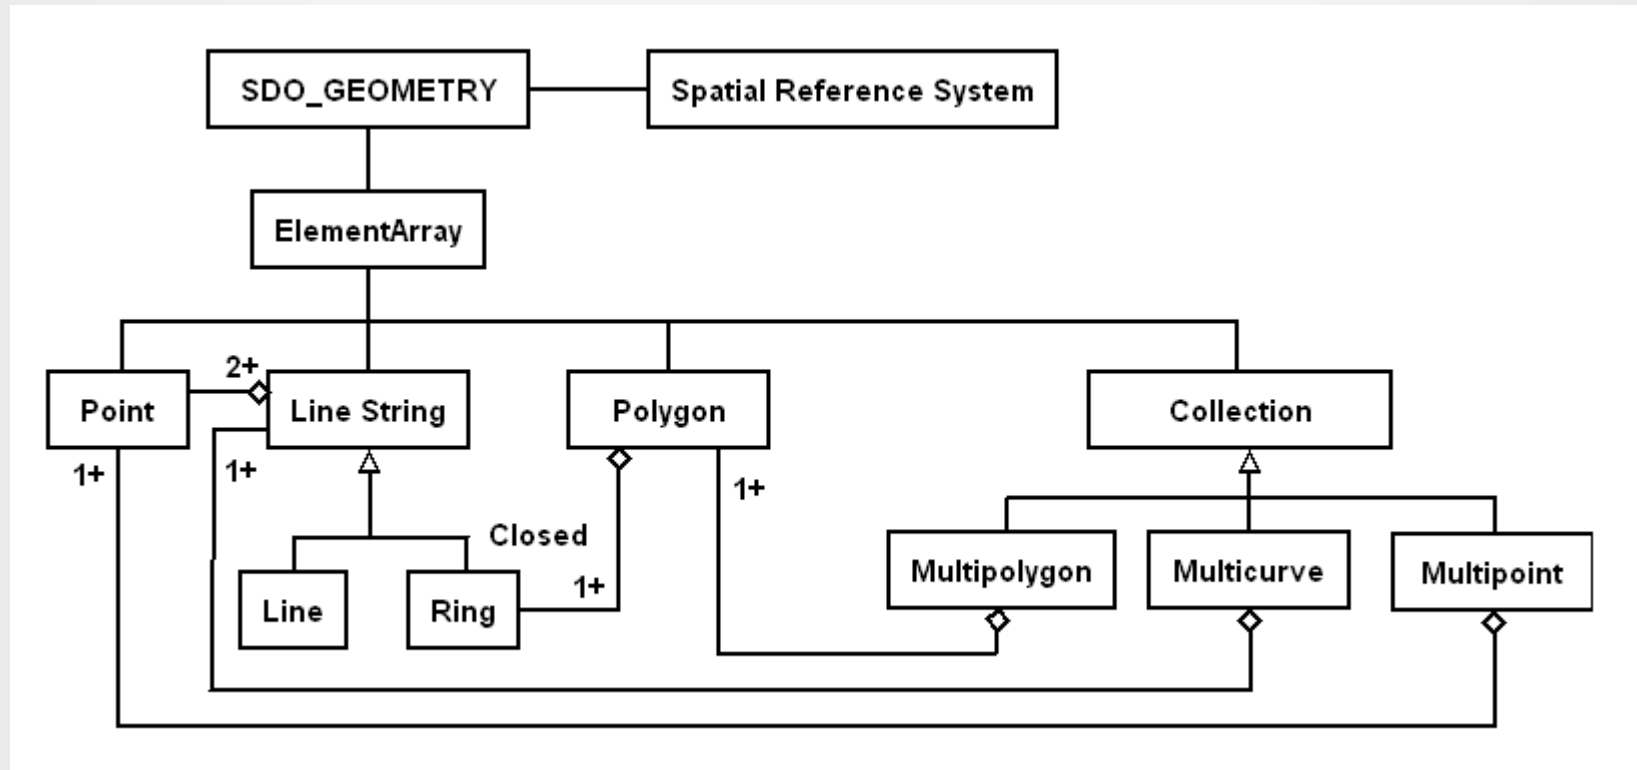 SDO_GEOMETRY
Spatial Reference System
ElementArray
2+
Point
Line String
Polygon
Collection
1+
1+
1+
Closed
Multipolygon
Multicurve
Multipoint
1+
Line
Ring